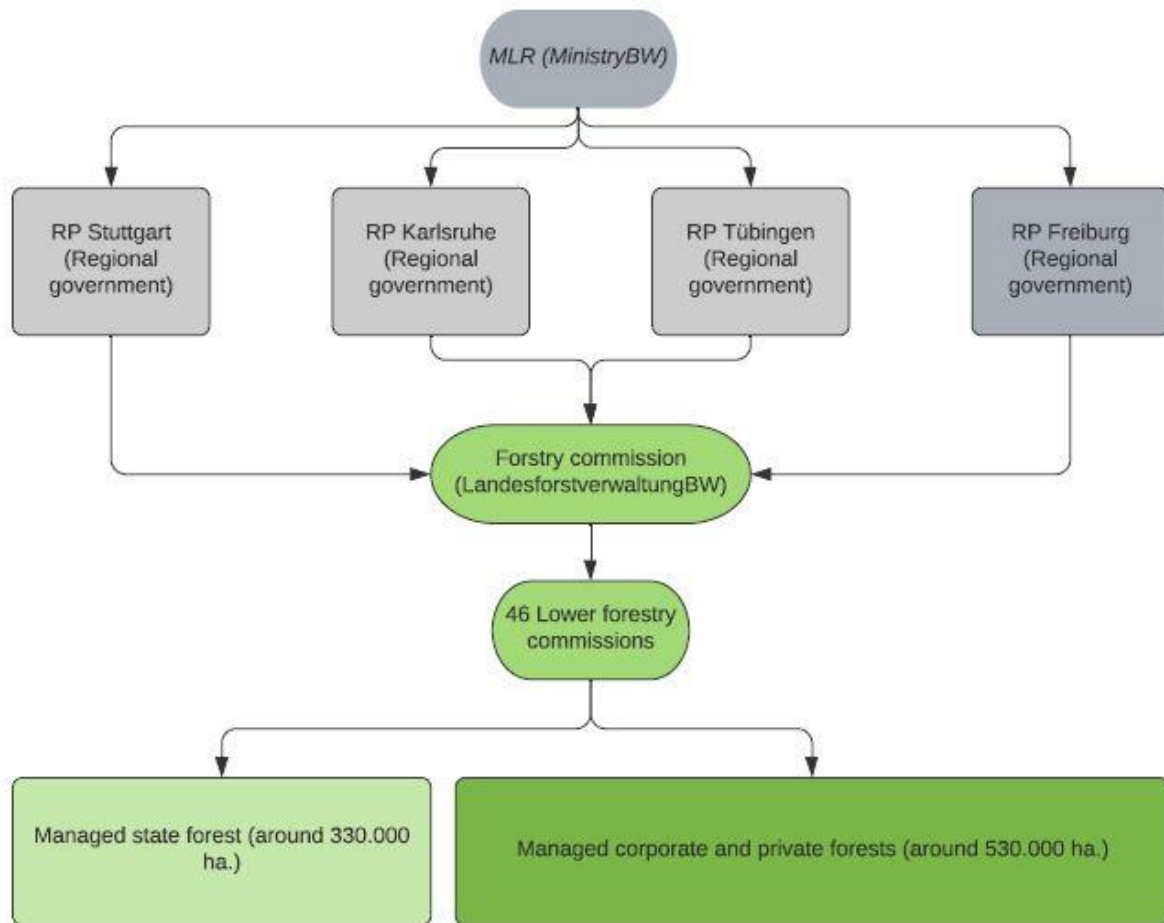 MLR (MinistryBW)
RP Stuttgart
(Regional
government)
RP Karlsruhe
(Regional
government)
RP Tübingen
(Regional
government)
RP Freiburg
(Regional
government)
Forstry commission
(LandesforstverwaltungBW)
46 Lower forestry
commissions
Managed state forest (around 330.000
ha.)
Managed corporate and private forests (around 530.000 ha.)